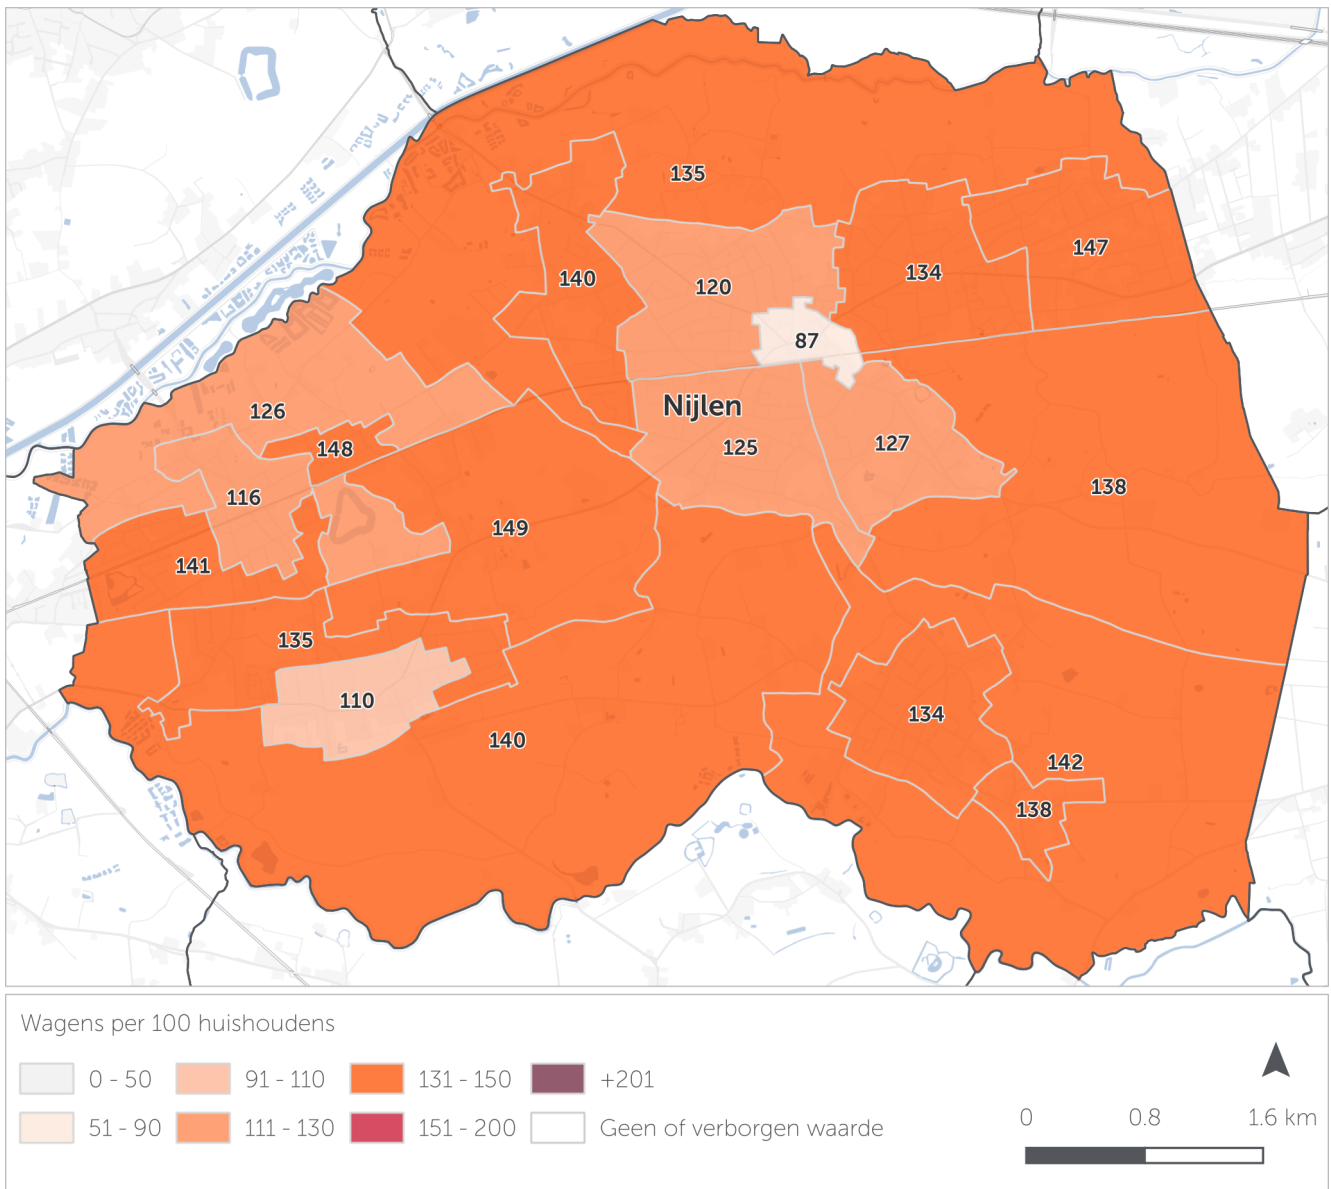 135
147
134
140
120
87
Nijlen
126
125
127
148
138
116
149
141
135
110
134
140
142
138
Wagens per 100 huishoudens
0 - 50
91 - 110
131 - 150
+201
51 - 90
111 - 130
151 - 200
Geen of verborgen waarde
0 0.8 1.6 km